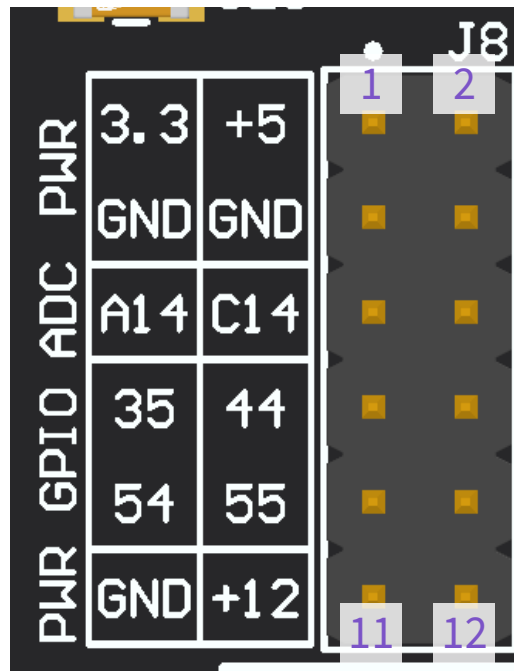 J8
1 2
PWR 3.3 +5
GND GND
ADC A14 C14
GPIO 35 44
54 55
PWR GND +12
11 12